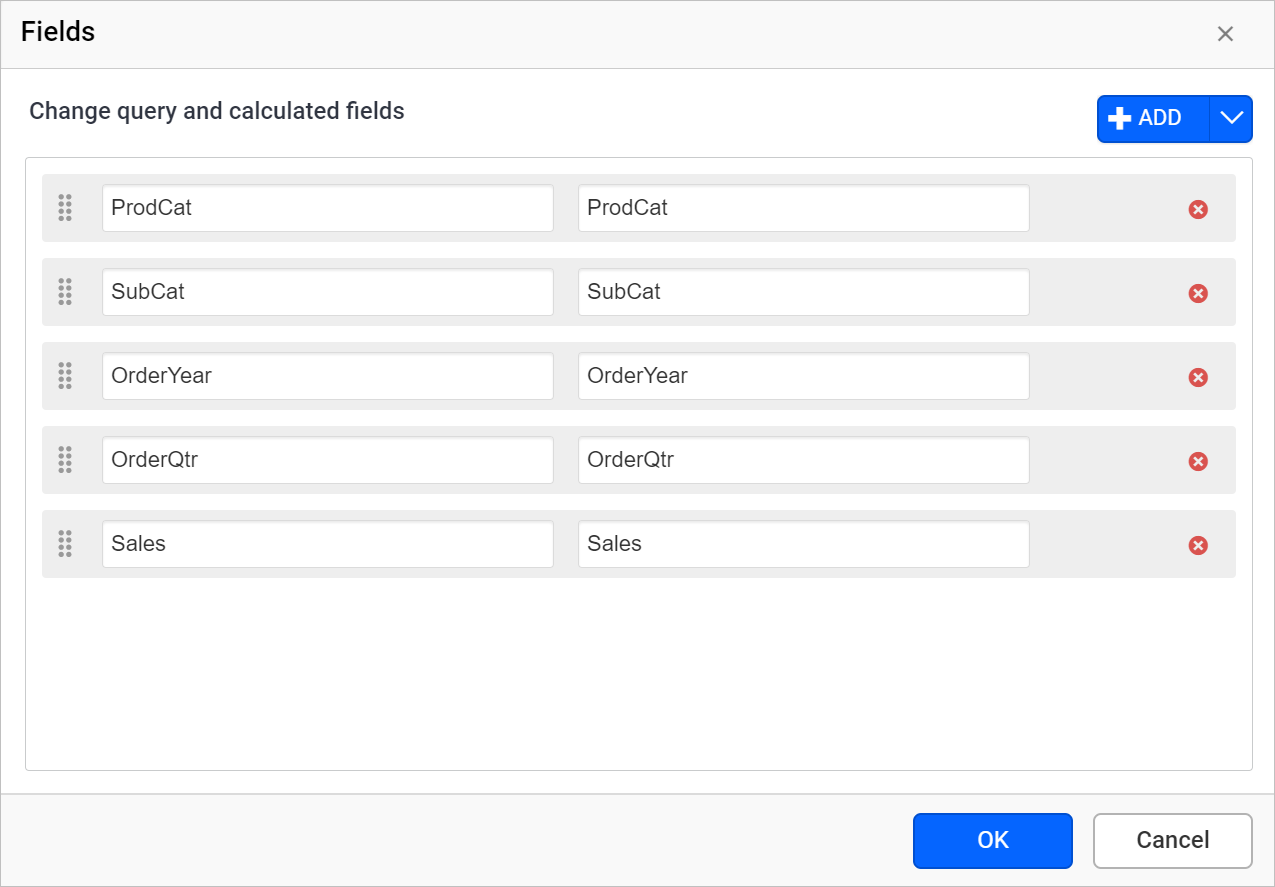 Fields
Change query and calculated fields
ADD
ProdCat ProdCat
SubCat SubCat
OrderYear OrderYear
OrderQtr OrderQtr
Sales Sales
OK Cancel